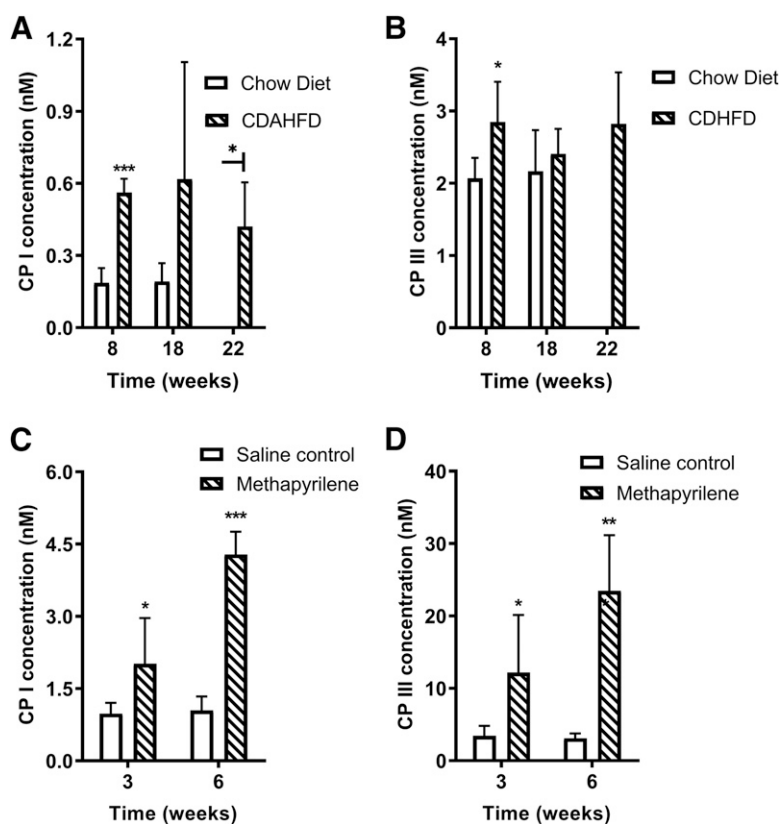 A
CP I concentration (nM)
1.2
0.9
0.6
0.3
0.0
Chow Diet
CDAHFD
***
*
8 18 22
Time (weeks)
B
CP III concentration (nM)
4
3
2
1
0
Chow Diet
CDHFD
*
8 18 22
Time (weeks)
C
CP I concentration (nM)
6.0
4.5
3.0
1.5
0.0
Saline control
Methapyrilene
*
***
3 6
Time (weeks)
D
CP III concentration (nM)
40
30
20
10
0
Saline control
Methapyrilene
*
**
*
3 6
Time (weeks)